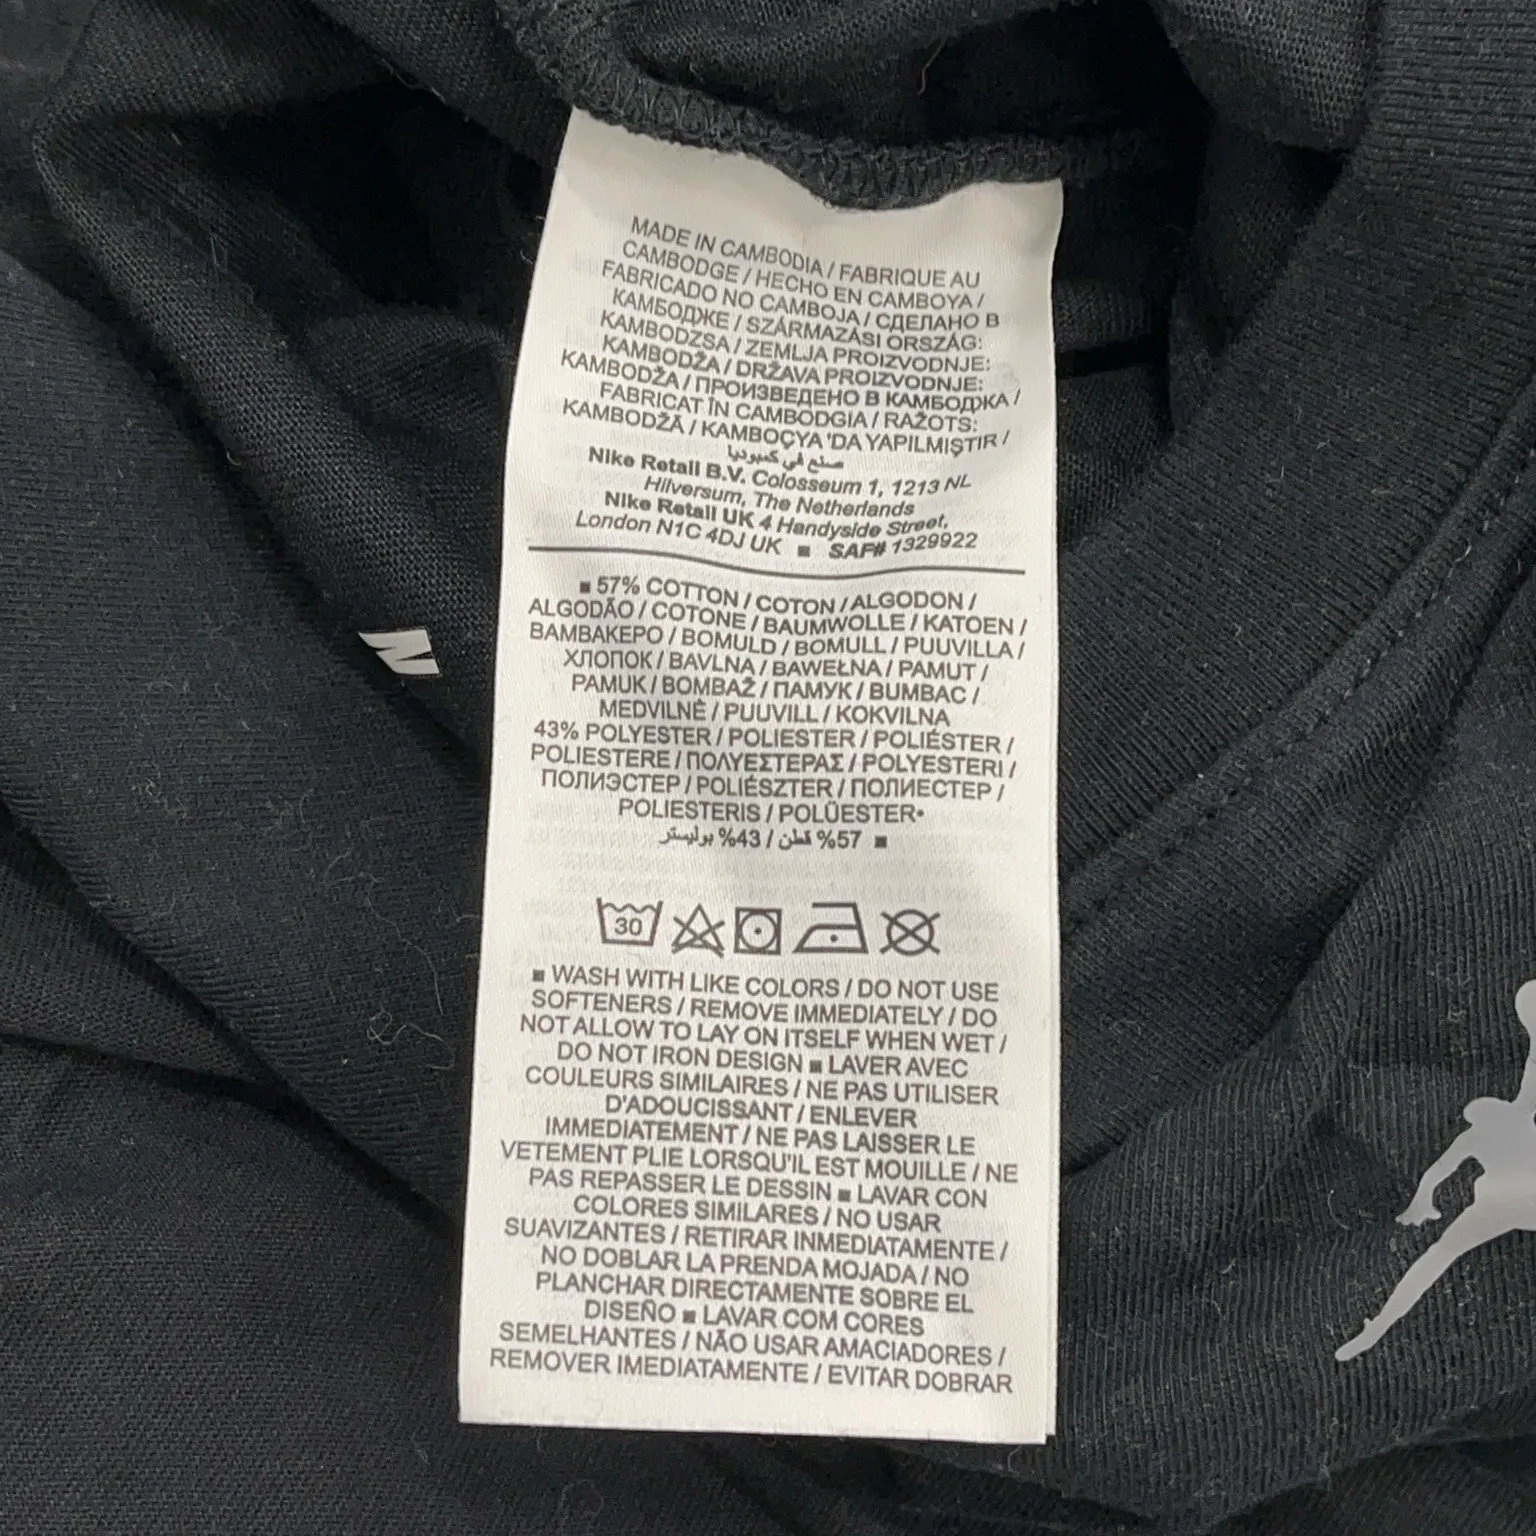 MADE IN CAMBODIA / FABRIQUE AU
CAMBODGE / HECHO EN CAMBOYA /
FABRICADO NO CAMBOJA / СДЕЛАНО В
КАМБОДЖЕ / SZÁRMAZÁSI ORSZÁG:
KAMBODZSA / ZEMLJA PROIZVODNJE:
KAMBODŽA / DRŽAVA PROIZVODNJE:
KAMBODŽA / ПРОИЗВЕДЕНО В КАМБОДЖА /
FABRICAT ÎN CAMBODGIA / RAŽOTS:
KAMBODŽĀ / KAMBOÇYA 'DA YAPILMIŞTIR /
صنع في كمبوديا
Nike Retail B.V. Colosseum 1, 1213 NL
Hilversum, The Netherlands
Nike Retail UK 4 Handyside Street,
London N1C 4DJ UK ■ SAF# 1329922
■ 57% COTTON / COTON / ALGODON /
ALGODÃO / COTONE / BAUMWOLLE / KATOEN /
ΒΑΜΒΑΚΕΡΟ / BOMULD / BOMULL / PUUVILLA /
ХЛОПОК / BAVLNA / BAWEŁNA / PAMUT /
PAMUK / BOMBAŽ / ПАМУК / BUMBAC /
MEDVILNĖ / PUUVILL / KOKVILNA
43% POLYESTER / POLIESTER / POLIÉSTER /
POLIESTERE / ΠΟΛΥΕΣΤΕΡΑΣ / POLYESTERI /
ПОЛИЭСТЕР / POLIÉSZTER / ПОЛИЕСТЕР /
POLIESTERIS / POLÜESTER•
■ 57% قطن / 43% بوليستر
30
■ WASH WITH LIKE COLORS / DO NOT USE
SOFTENERS / REMOVE IMMEDIATELY / DO
NOT ALLOW TO LAY ON ITSELF WHEN WET /
DO NOT IRON DESIGN ■ LAVER AVEC
COULEURS SIMILAIRES / NE PAS UTILISER
D'ADOUCISSANT / ENLEVER
IMMEDIATEMENT / NE PAS LAISSER LE
VETEMENT PLIE LORSQU'IL EST MOUILLE / NE
PAS REPASSER LE DESSIN ■ LAVAR CON
COLORES SIMILARES / NO USAR
SUAVIZANTES / RETIRAR INMEDIATAMENTE /
NO DOBLAR LA PRENDA MOJADA / NO
PLANCHAR DIRECTAMENTE SOBRE EL
DISEÑO ■ LAVAR COM CORES
SEMELHANTES / NÃO USAR AMACIADORES /
REMOVER IMEDIATAMENTE / EVITAR DOBRAR
N